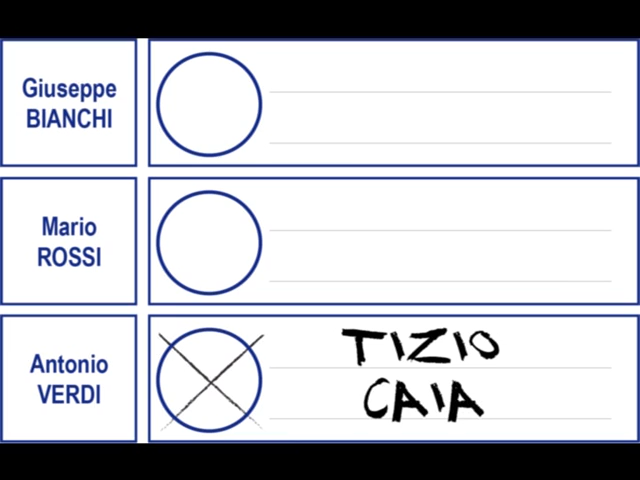 Giuseppe
BIANCHI
Mario
ROSSI
Antonio
VERDI
TIZIO
CAIA